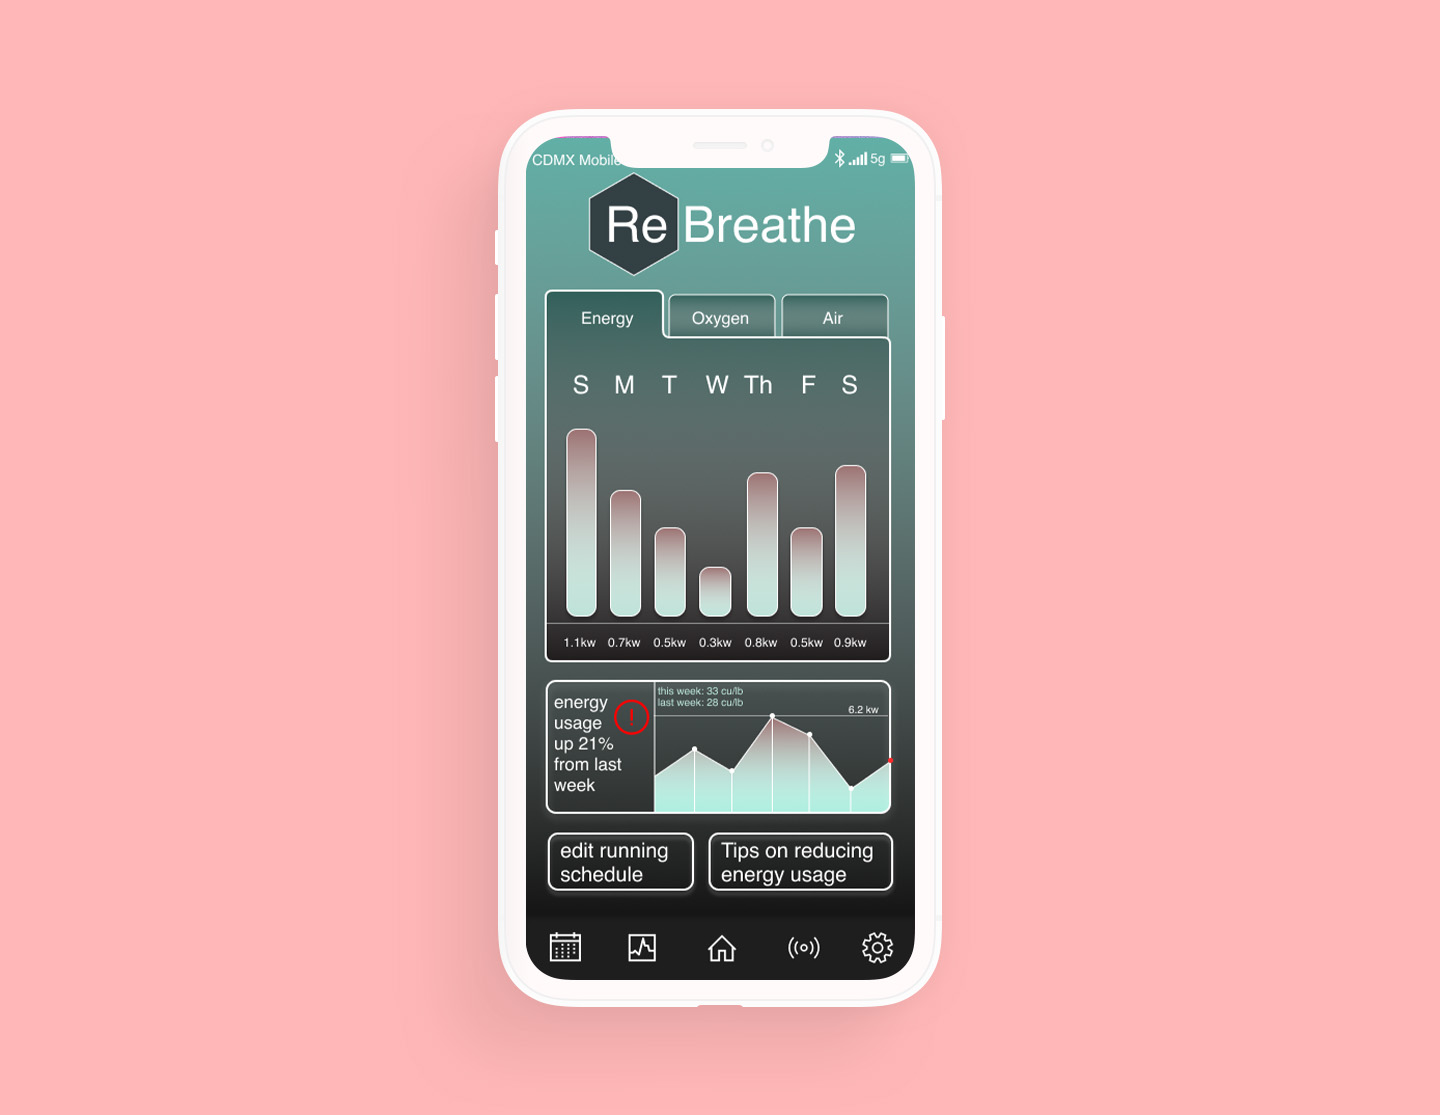 CDMX Mobile
5g
Re Breathe
Energy Oxygen Air
S M T W Th F S
1.1kw 0.7kw 0.5kw 0.3kw 0.8kw 0.5kw 0.9kw
energy
usage
up 21%
from last
week
!
this week: 33 cu/lb
last week: 28 cu/lb
6.2 kw
edit running
schedule
Tips on reducing
energy usage